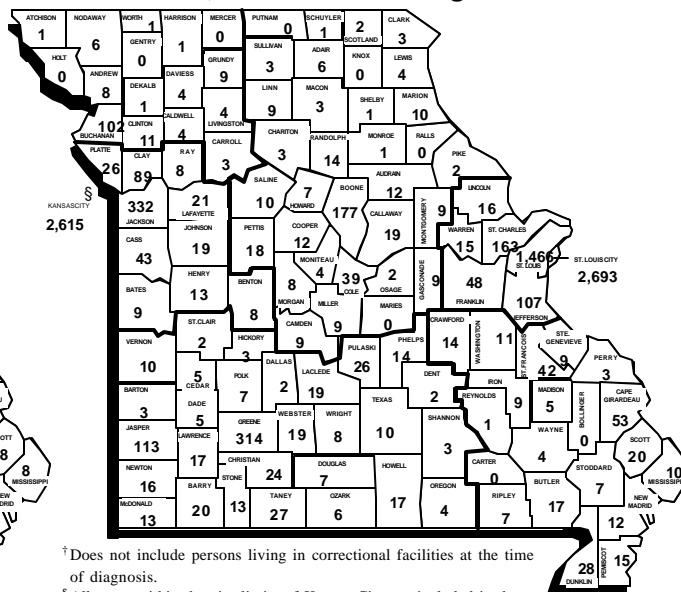 ATCHISON NODAWAY WORTH HARRISON MERCER PUTNAM SCHUYLER SCOTLAND CLARK
1 6 1 1 0 0 1 2 3
HOLT ANDREW GENTRY DEKALB DAVIESS GRUNDY SULLIVAN ADAIR KNOX LEWIS
0 8 0 1 4 9 3 6 0 4
BUCHANAN CLINTON CALDWELL LIVINGSTON LINN MACON SHELBY MARION
102 11 4 4 9 3 1 10
PLATTE CLAY RAY CARROLL CHARITON RANDOLPH MONROE RALLS PIKE
26 89 8 3 3 14 1 0 2
§
KANSASCITY
2,615
JACKSON LAFAYETTE SALINE HOWARD BOONE AUDRAIN CALLAWAY MONTGOMERY LINCOLN
332 21 10 7 177 12 19 9 16
CASS JOHNSON PETTIS COOPER MONITEAU COLE OSAGE GASCONADE WARREN ST. CHARLES ST. LOUIS
43 19 18 12 4 39 2 9 15 163 1,466
ST. LOUIS CITY
2,693
BATES HENRY BENTON MORGAN MILLER MARIES FRANKLIN JEFFERSON
9 13 8 8 9 0 48 107
VERNON ST.CLAIR HICKORY CAMDEN PULASKI PHELPS CRAWFORD WASHINGTON ST.FRANCOIS STE. GENEVIEVE PERRY
10 2 3 9 26 14 14 11 42 9 3
BARTON CEDAR POLK DALLAS LACLEDE DENT IRON MADISON BOLLINGER CAPE GIRARDEAU
3 5 7 2 19 2 9 5 0 53
JASPER DADE GREENE WEBSTER WRIGHT TEXAS SHANNON REYNOLDS WAYNE SCOTT
113 5 314 19 8 10 3 1 4 20
NEWTON LAWRENCE CHRISTIAN DOUGLAS HOWELL CARTER BUTLER STODDARD MISSISSIPPI
16 17 24 7 17 0 17 7 10
McDONALD BARRY STONE TANEY OZARK OREGON RIPLEY NEW MADRID
13 20 13 27 6 4 7 12
DUNKLIN PEMISCOT
28 15
OTT
8 8
MISSISSIPPI
EW
DRID
† Does not include persons living in correctional facilities at the time
of diagnosis.